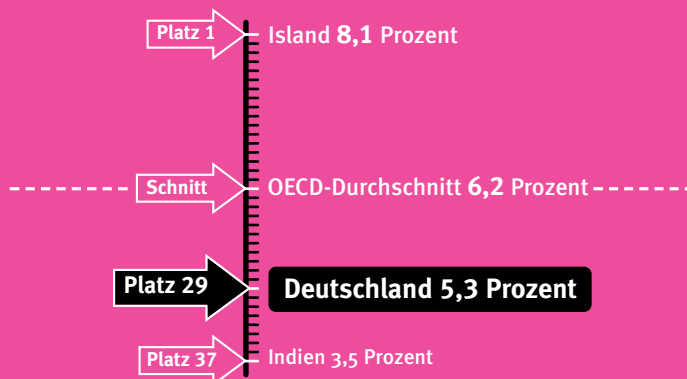 Platz 1 Island 8,1 Prozent
Schnitt OECD-Durchschnitt 6,2 Prozent
Platz 29 Deutschland 5,3 Prozent
Platz 37 Indien 3,5 Prozent